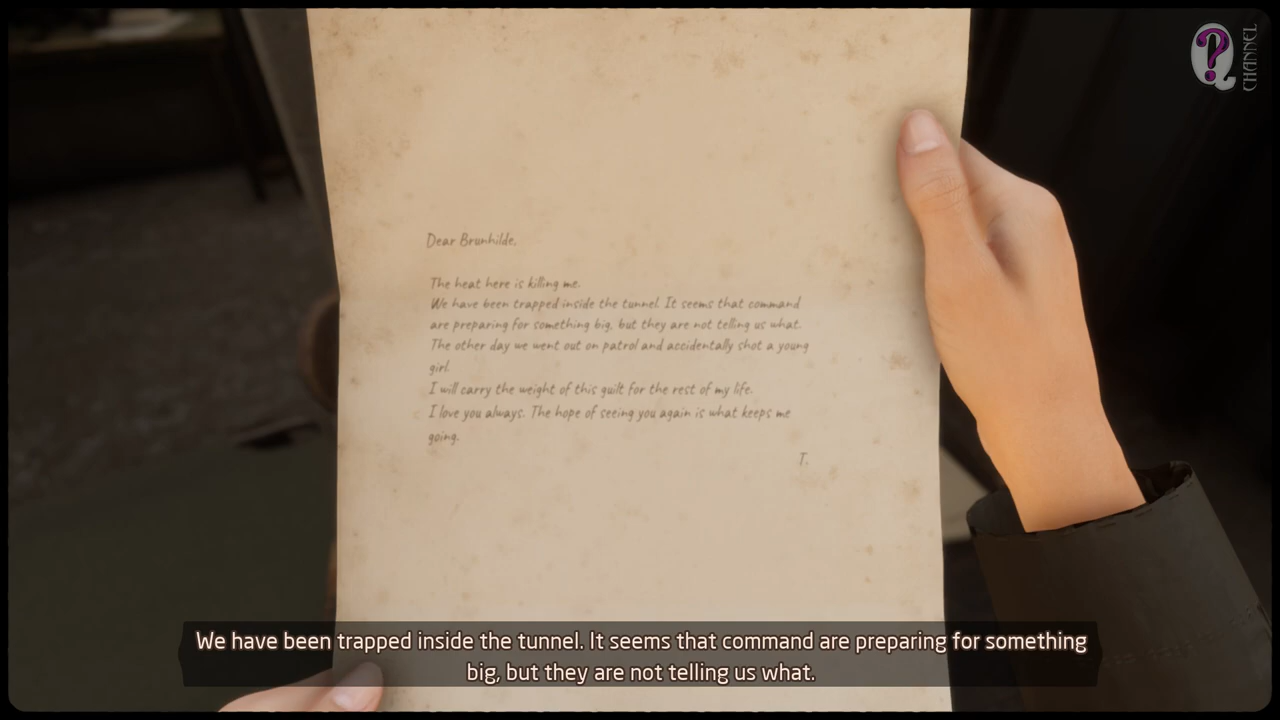 Q CHANNEL
Dear Brunhilde,
The heat here is killing me.
We have been trapped inside the tunnel. It seems that command
are preparing for something big, but they are not telling us what.
The other day we went out on patrol and accidentally shot a young
girl.
I will carry the weight of this guilt for the rest of my life.
I love you always. The hope of seeing you again is what keeps me
going.
T.
We have been trapped inside the tunnel. It seems that command are preparing for something
big, but they are not telling us what.